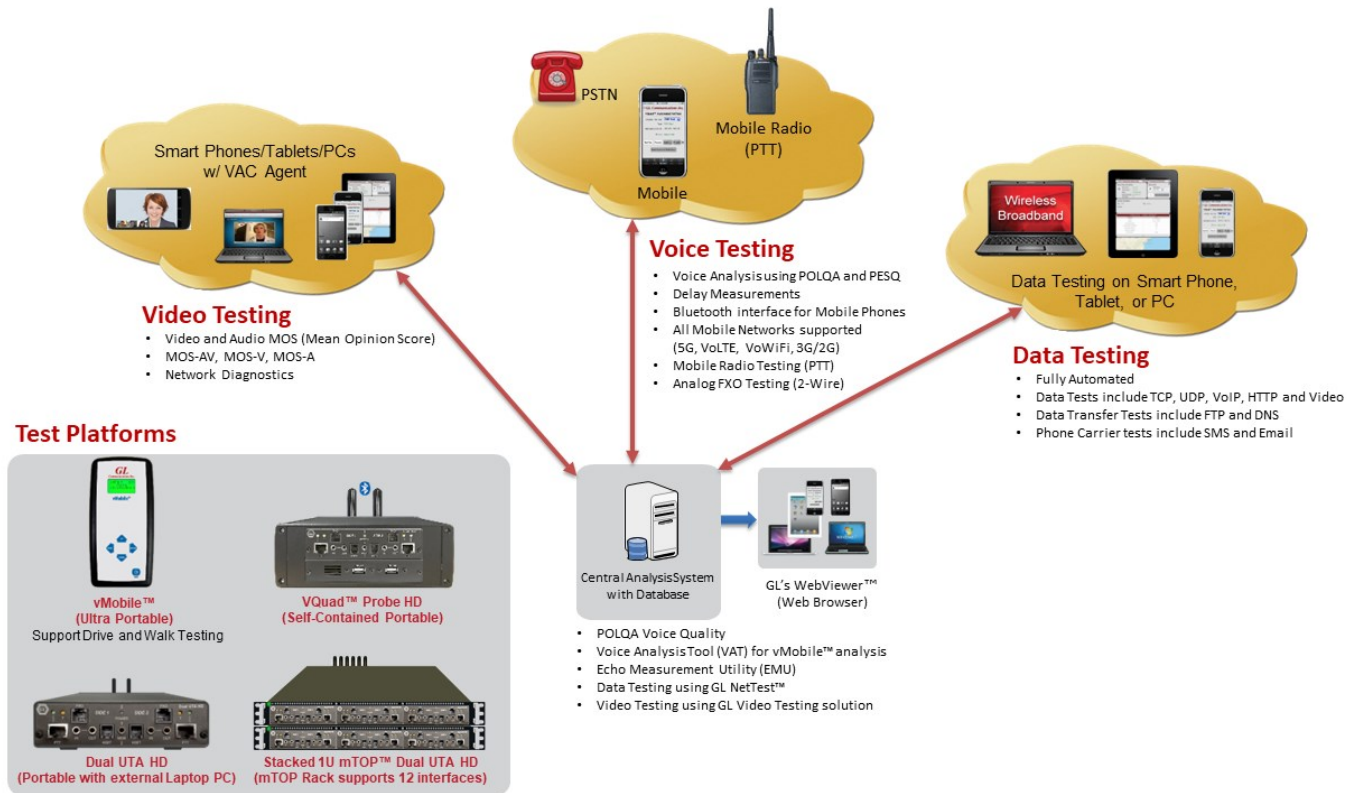 PSTN
Mobile
Mobile Radio
(PTT)
Smart Phones/Tablets/PCs
w/ VAC Agent
Wireless
Broadband
Data Testing on Smart Phone,
Tablet, or PC
Video Testing
• Video and Audio MOS (Mean Opinion Score)
• MOS-AV, MOS-V, MOS-A
• Network Diagnostics
Voice Testing
• Voice Analysis using POLQA and PESQ
• Delay Measurements
• Bluetooth interface for Mobile Phones
• All Mobile Networks supported
(5G, VoLTE, VoWiFi, 3G/2G)
• Mobile Radio Testing (PTT)
• Analog FXO Testing (2-Wire)
Data Testing
• Fully Automated
• Data Tests include TCP, UDP, VoIP, HTTP and Video
• Data Transfer Tests include FTP and DNS
• Phone Carrier tests include SMS and Email
Test Platforms
GL
vMobile™
(Ultra Portable)
Support Drive and Walk Testing
VQuad™ Probe HD
(Self-Contained Portable)
Dual UTA HD
(Portable with external Laptop PC)
Stacked 1U mTOP™ Dual UTA HD
(mTOP Rack supports 12 interfaces)
Central AnalysisSystem
with Database
GL's WebViewer™
(Web Browser)
• POLQA Voice Quality
• Voice Analysis Tool (VAT) for vMobile™ analysis
• Echo Measurement Utility (EMU)
• Data Testing using GL NetTest™
• Video Testing using GL Video Testing solution